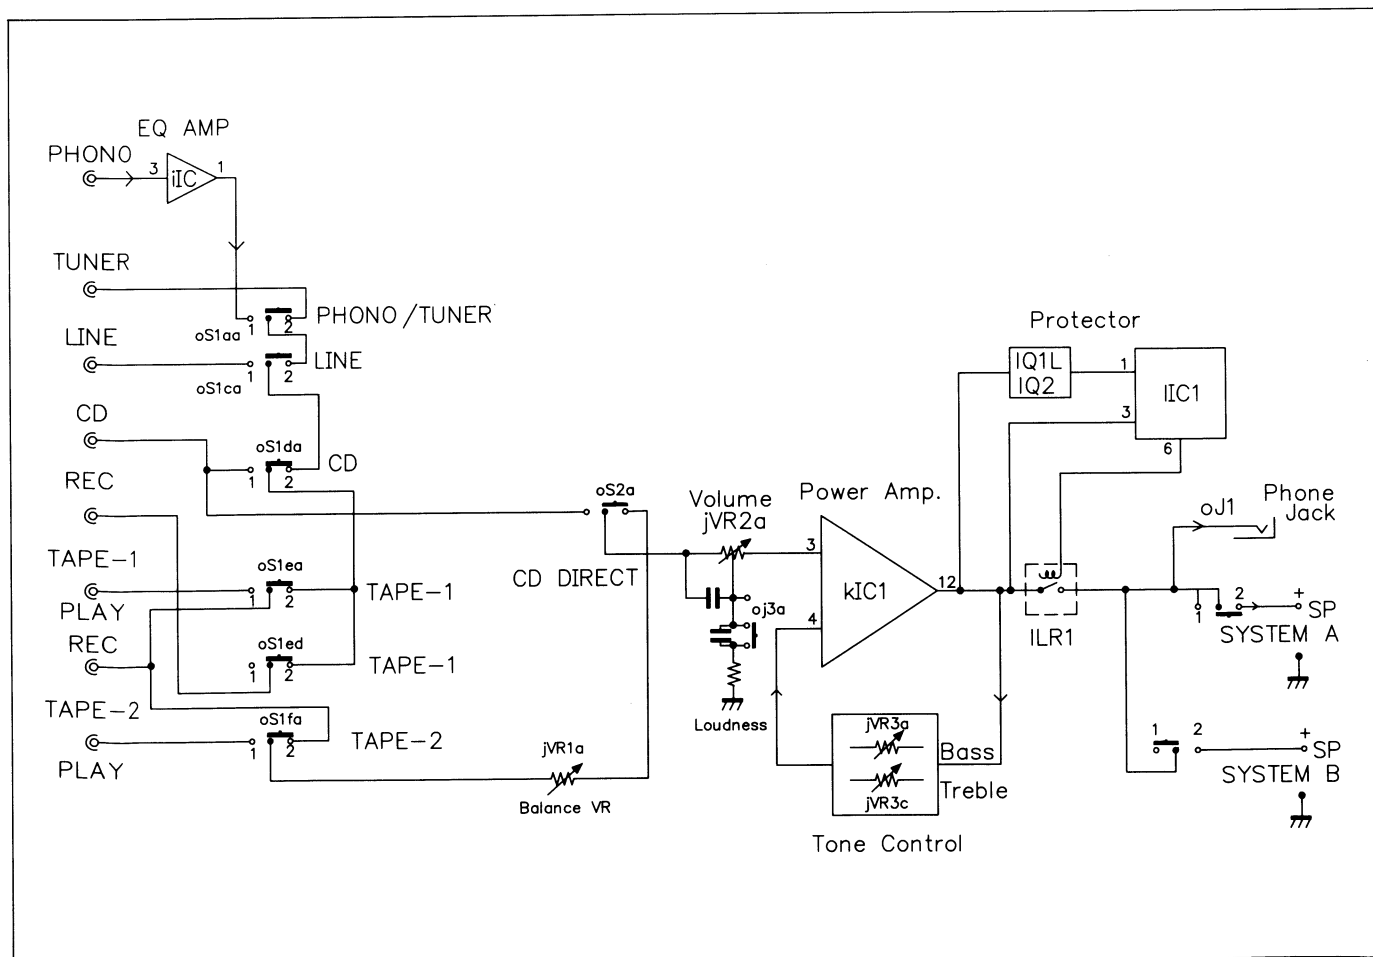 EQ AMP
PHONO
3
iIC
1
TUNER
PHONO/TUNER
1
2
oS1aa
LINE
LINE
1
2
oS1ca
CD
oS1da
CD
1
2
REC
oS2a
CD DIRECT
TAPE-1
oS1ea
TAPE-1
1
2
PLAY
REC
oS1ed
TAPE-1
1
2
TAPE-2
oS1fa
TAPE-2
1
2
PLAY
jVR1a
Balance VR
Volume
jVR2a
oj3a
Loudness
Power Amp.
3
kIC1
12
4
jVR3a
Bass
Treble
jVR3c
Tone Control
Protector
lQ1L
lQ2
1
lIC1
3
6
lLR1
oJ1
Phone
Jack
1
2
+
SP
SYSTEM A
1
2
+
SP
SYSTEM B